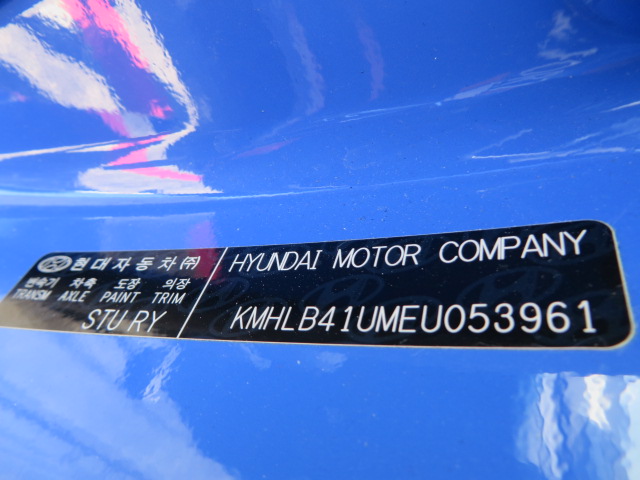 현대자동차㈜
변속기 차축 도장 의장
TRANSM AXLE PAINT TRIM
STU RY
HYUNDAI MOTOR COMPANY
KMHLB41UMEU053961